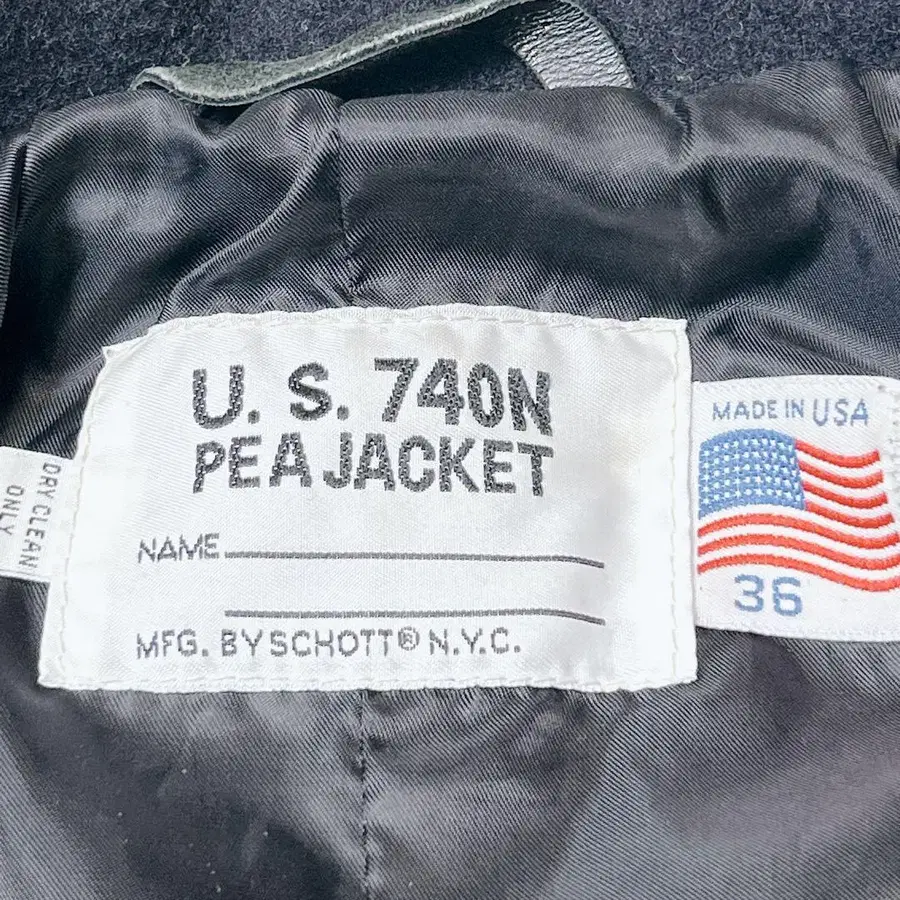 U. S. 740N
PEA JACKET
NAME
MFG. BY SCHOTT® N.Y.C.
DRY CLEAN
ONLY
MADE IN USA
36